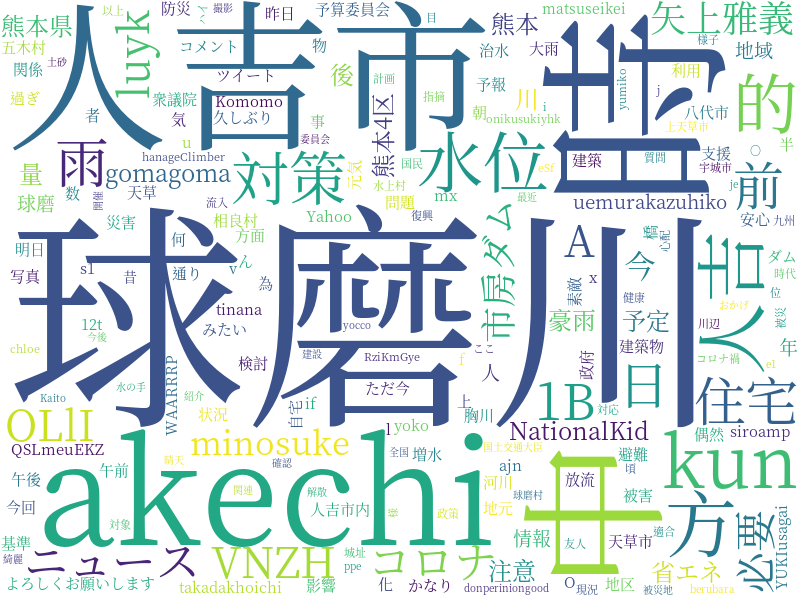 熊本県
五木村
関係
過ぎ
土砂
以上
防災
撮影
昨日
コメント
luyk
人吉市
ツイート
衆議院
Komomo
久しぶり
気
者
物
事
予算委員会
委員会
後
計画
目
指摘
治水
熊本
大雨
予報
朝
川
i
onikusukiyhk
matsuseikei
矢上雅義
地域
様子
利用
j
yumiko
八代市
上天草市
的
半
雨
量
球磨
数
hanageClimber
gomagoma
u
天草
開催
災害
対策
元気
熊本4区
国民
水上村
問題
水位
mx
復興
最近
eSf
建築
質問
支援
宇城市
uemurakazuhiko
前
je
安心
九州
明日
写真
s1
昔
何
通り
v
相良村
方面
流入
ん
為
tinana
みたい
Yahoo
市房ダム
A
素敵
x
橋
心配
今
人吉
ダム
時代
位
被災
球磨川
12t
chloe
今後
yocco
建設
RziKmGye
ここ
f
豪雨
健康
予定
政府
建築物
川辺
おかげ
コロナ禍
年
el
Kaito
水の手
WAARRRP
検討
紹介
ただ今
自宅
if
人
上
1B
日
対応
住宅
OLlI
状況
minosuke
l
yoko
胸川
NationalKid
偶然
siroamp
QSLmeuEKZ
akechi
晴天
確認
全国
増水
ajn
国土交通大臣
避難
頃
kun
午後
午前
関連
解散
河川
球磨村
放流
被害
今回
対象
人吉市内
寮
政策
地元
情報
天草市
適合
方
必要
YUKIusagai
基準
綺麗
ニュース
VNZH
城址
ppe
コロナ
注意
友人
省エネ
よろしくお願いします
takadakhoichi
影響
化
かなり
donperiniongood
O
現況
地区
被災地
berubara